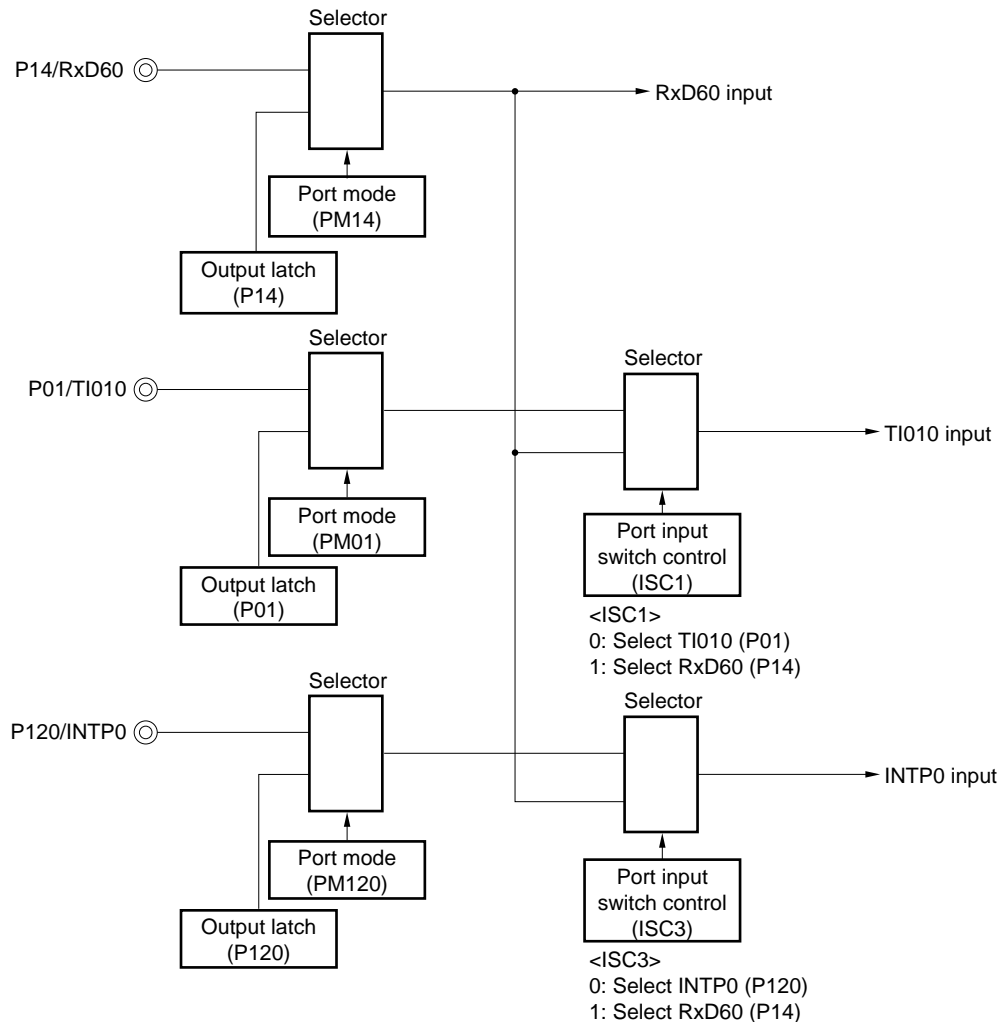 Selector
P14/RxD60
RxD60 input
Port mode
(PM14)
Output latch
(P14)
Selector
P01/TI010
Selector
TI010 input
Port mode
(PM01)
Output latch
(P01)
Port input
switch control
(ISC1)
<ISC1>
0: Select TI010 (P01)
1: Select RxD60 (P14)
Selector
P120/INTP0
Selector
INTP0 input
Port mode
(PM120)
Output latch
(P120)
Port input
switch control
(ISC3)
<ISC3>
0: Select INTP0 (P120)
1: Select RxD60 (P14)